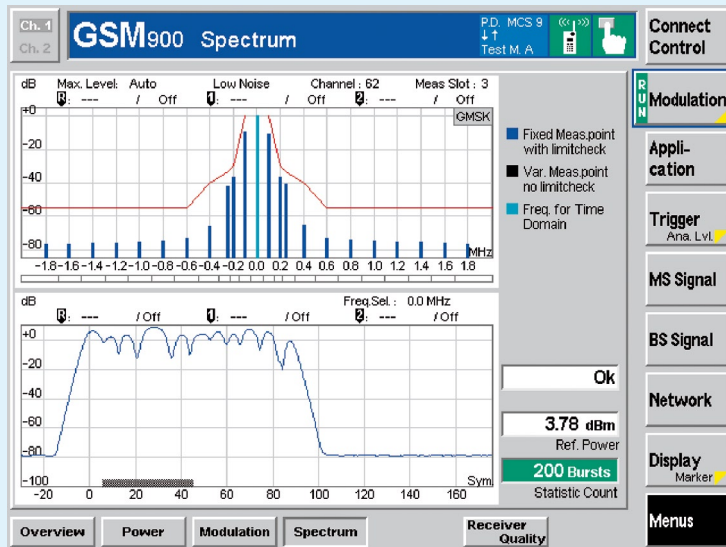 Ch. 1
Ch. 2
GSM900 Spectrum
P.D. MCS 9
↓↑
Test M. A
Connect
Control
RUN
Modulation
Appli-
cation
Trigger
Ana. Lvl.
MS Signal
BS Signal
Network
Display
Marker
Menus
dB Max. Level: Auto Low Noise Channel : 62 Meas Slot : 3
R: --- / Off 1: --- / Off 2: --- / Off
GMSK
+0
-20
-40
-60
-80
MHz
-1.8 -1.6 -1.4 -1.2 -1.0 -0.8 -0.6 -0.4 -0.2 0.0 0.2 0.4 0.6 0.8 1.0 1.2 1.4 1.6 1.8
Fixed Meas.point
with limitcheck
Var. Meas.point
no limitcheck
Freq. for Time
Domain
dB Freq.Sel. : 0.0 MHz
R: --- / Off 1: --- / Off 2: --- / Off
+0
-20
-40
-60
-80
-100
Sym.
-20 0 20 40 60 80 100 120 140 160
Ok
3.78 dBm
Ref. Power
200 Bursts
Statistic Count
Overview
Power
Modulation
Spectrum
Receiver
Quality